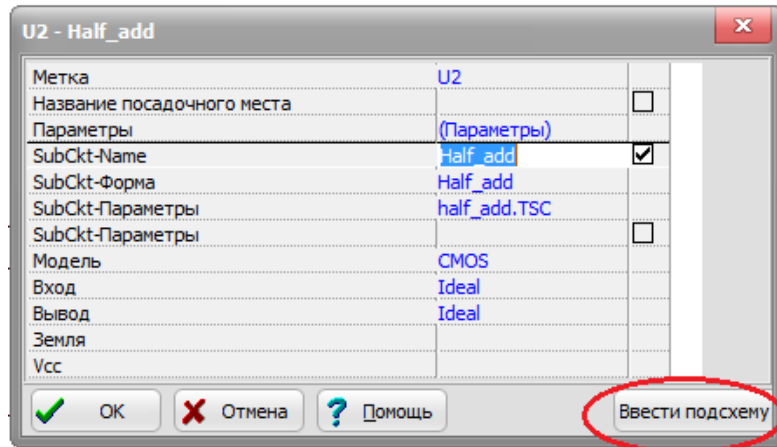 U2 - Half_add
Метка U2
Название посадочного места
Параметры (Параметры)
SubCkt-Name Half_add
SubCkt-Форма Half_add
SubCkt-Параметры half_add.TSC
SubCkt-Параметры
Модель CMOS
Вход Ideal
Вывод Ideal
Земля
Vcc
OK Отмена Помощь Ввести подсхему